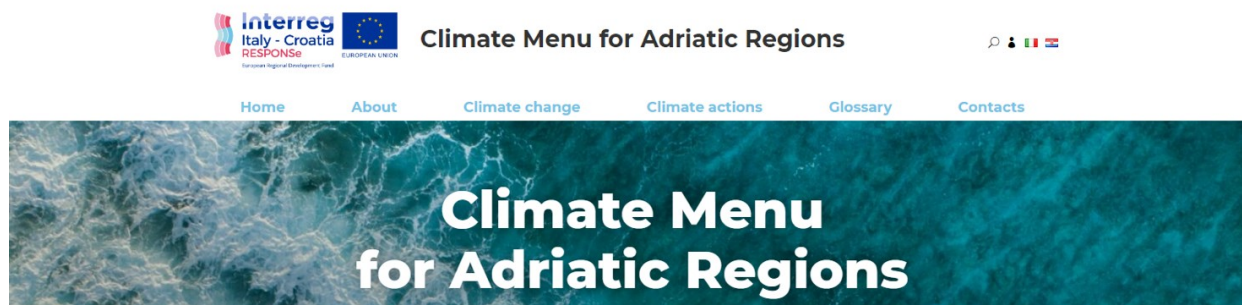 Interreg
Italy - Croatia
RESPONSe
European Regional Development Fund
EUROPEAN UNION
Climate Menu for Adriatic Regions
Home About Climate change Climate actions Glossary Contacts
Climate Menu
for Adriatic Regions